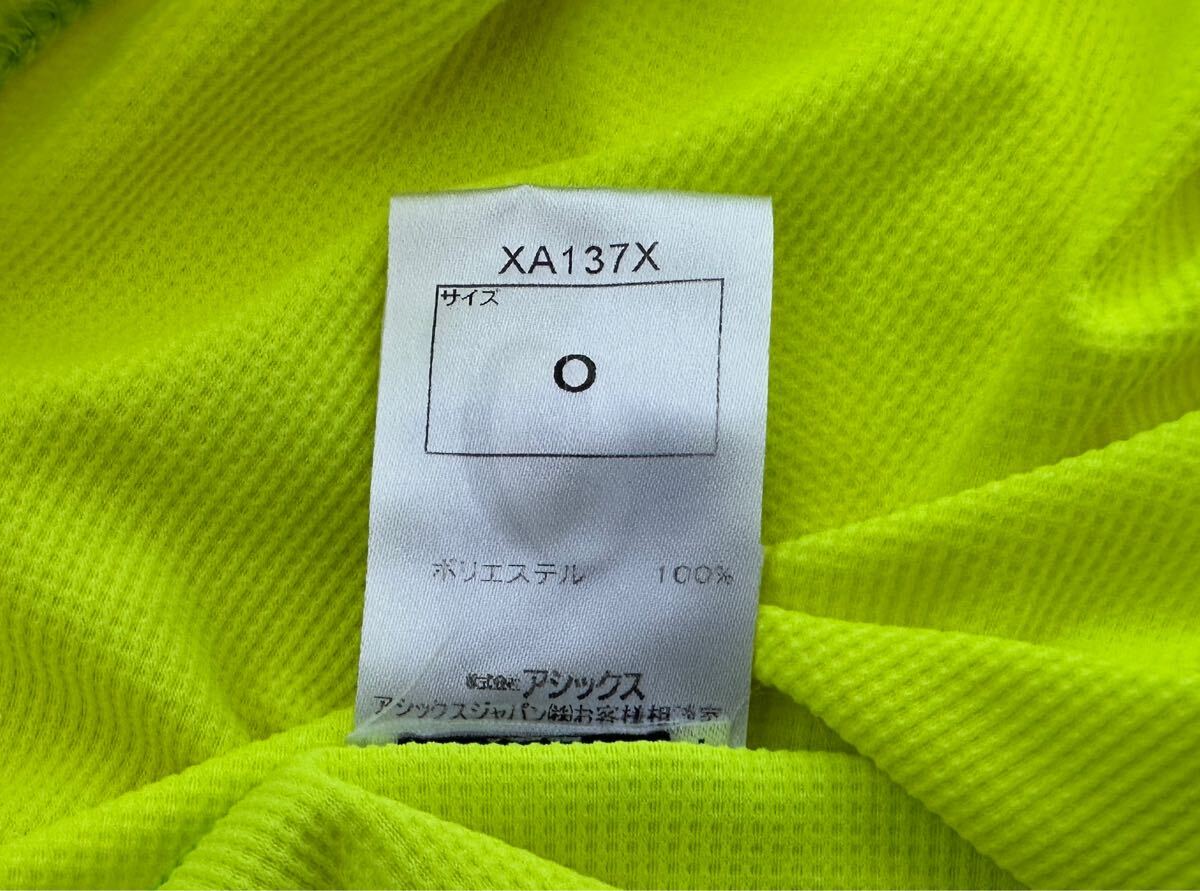 XA137X
サイズ
O
ポリエステル 100%
アシックス
アシックスジャパン㈱お客様相談室